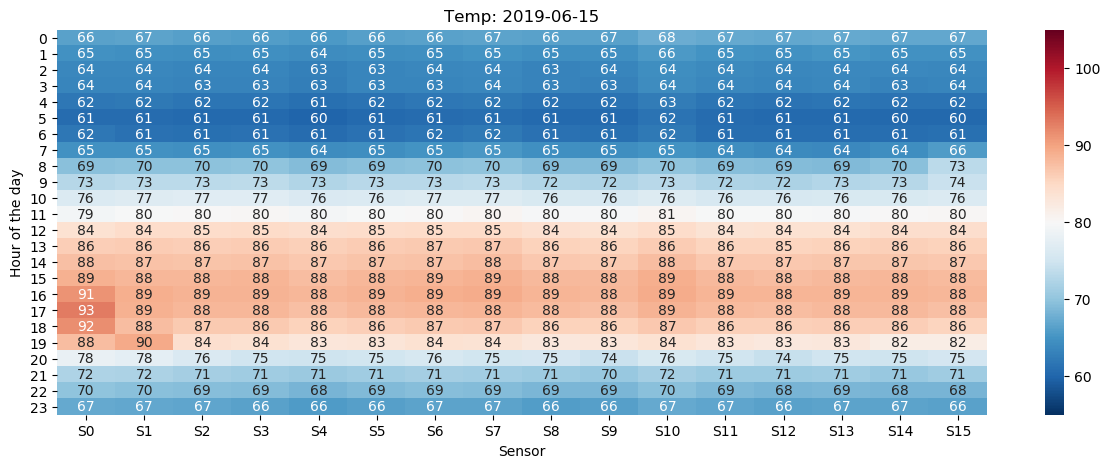 Temp: 2019-06-15
0 66 67 66 66 66 66 66 67 66 67 68 67 67 67 67 67
1 65 65 65 65 64 65 65 65 65 65 66 65 65 65 65 65
2 64 64 64 64 63 63 64 64 63 64 64 64 64 64 64 64
3 64 64 63 63 63 63 63 64 63 63 64 64 64 64 63 64
4 62 62 62 62 61 62 62 62 62 62 63 62 62 62 62 62
5 61 61 61 61 60 61 61 61 61 61 62 61 61 61 60 60
6 62 61 61 61 61 61 62 62 61 61 62 61 61 61 61 61
7 65 65 65 65 64 65 65 65 65 65 65 64 64 64 64 66
8 69 70 70 70 69 69 70 70 69 69 70 69 69 69 70 73
9 73 73 73 73 73 73 73 73 72 72 73 72 72 73 73 74
10 76 77 77 77 76 76 77 77 76 76 76 76 76 76 76 76
11 79 80 80 80 80 80 80 80 80 80 81 80 80 80 80 80
12 84 84 85 85 84 85 85 85 84 84 85 84 84 84 84 84
13 86 86 86 86 86 86 87 87 86 86 86 86 85 86 86 86
14 88 87 87 87 87 87 87 88 87 87 88 87 87 87 87 87
15 89 88 88 88 88 88 89 89 88 88 89 88 88 88 88 88
16 91 89 89 89 88 89 89 89 89 88 89 89 88 89 89 88
17 93 89 88 88 88 88 88 88 88 88 89 88 88 88 88 88
18 92 88 87 86 86 86 87 87 86 86 87 86 86 86 86 86
19 88 90 84 84 83 83 84 84 83 83 84 83 83 83 82 82
20 78 78 76 75 75 75 76 75 75 74 76 75 74 75 75 75
21 72 72 71 71 71 71 71 71 71 70 72 71 71 71 71 71
22 70 70 69 69 68 69 69 69 69 69 70 69 68 69 68 68
23 67 67 67 66 66 66 67 67 66 66 67 67 66 67 67 66
S0 S1 S2 S3 S4 S5 S6 S7 S8 S9 S10 S11 S12 S13 S14 S15
Sensor
Hour of the day
100
90
80
70
60